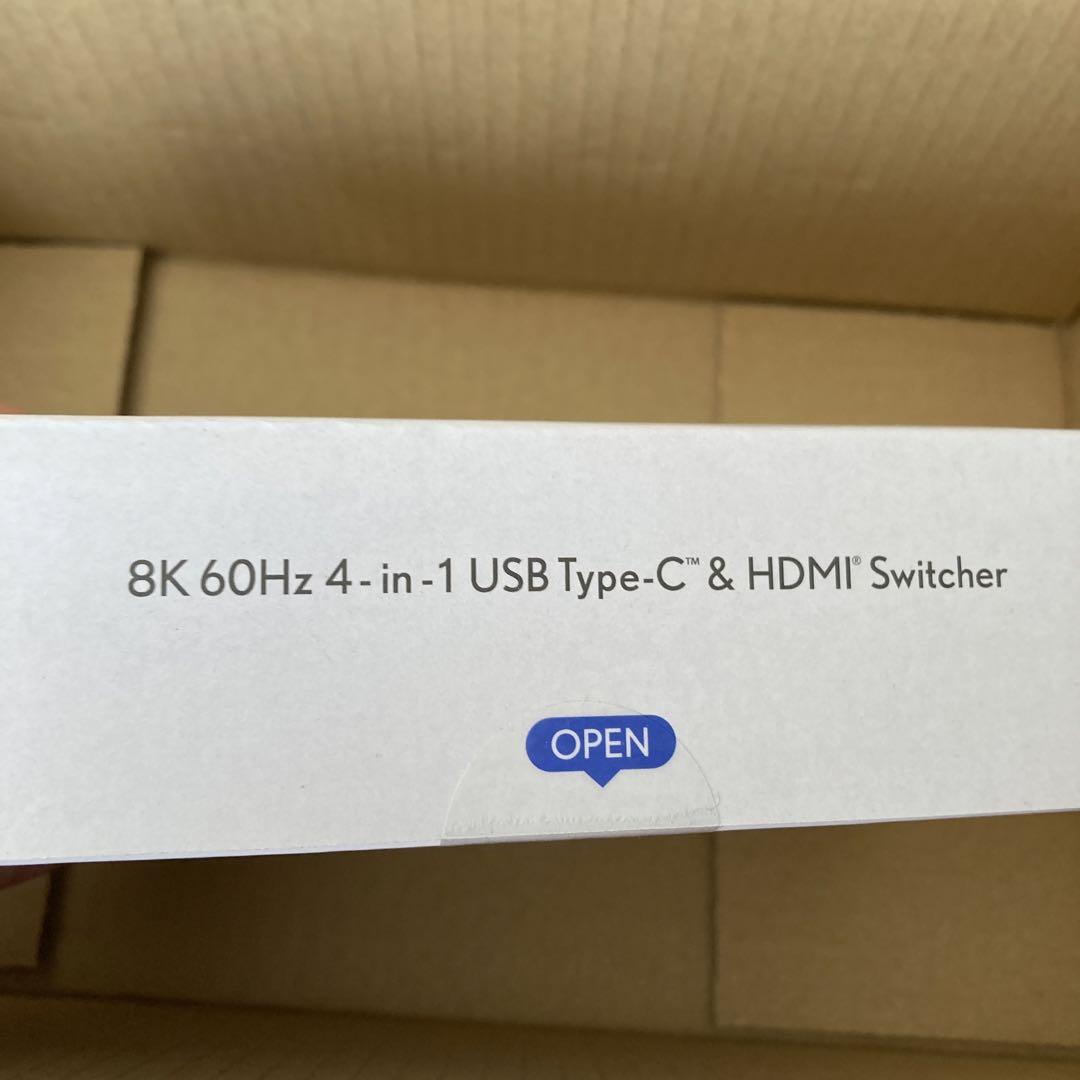 8K 60Hz 4-in-1 USB Type-C™ & HDMI® Switcher
OPEN